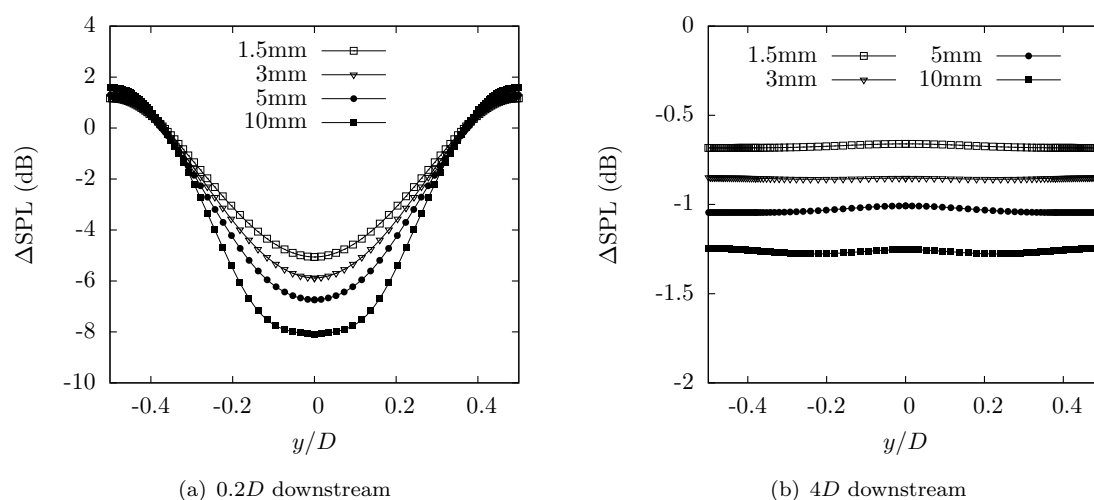 4
2
0
-2
-4
-6
-8
-10
ΔSPL (dB)
1.5mm
3mm
5mm
10mm
-0.4 -0.2 0 0.2 0.4
y/D
(a) 0.2D downstream
0
-0.5
-1
-1.5
-2
ΔSPL (dB)
1.5mm 5mm
3mm 10mm
-0.4 -0.2 0 0.2 0.4
y/D
(b) 4D downstream